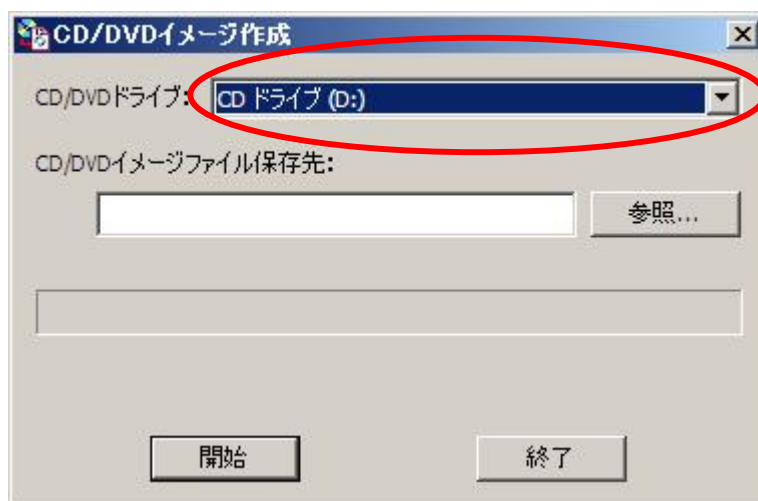 CD/DVDイメージ作成
CD/DVDドライブ: CD ドライブ (D:)
CD/DVDイメージファイル保存先:
参照...
開始 終了